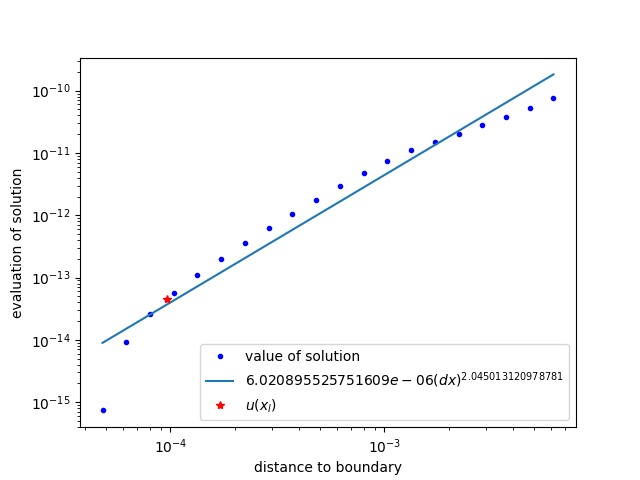 evaluation of solution
10⁻¹⁰
10⁻¹¹
10⁻¹²
10⁻¹³
10⁻¹⁴
10⁻¹⁵
value of solution
6.020895525751609e − 06(dx)²·⁰⁴⁵⁰¹³¹²⁰⁹⁷⁸⁷⁸¹
u(xₗ)
10⁻⁴
10⁻³
distance to boundary